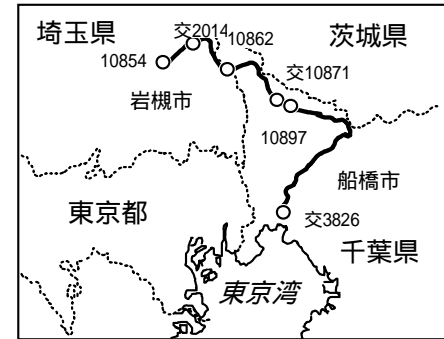 埼玉県
交2014
10862
茨城県
10854
交10871
岩槻市
10897
船橋市
東京都
交3826
千葉県
東京湾